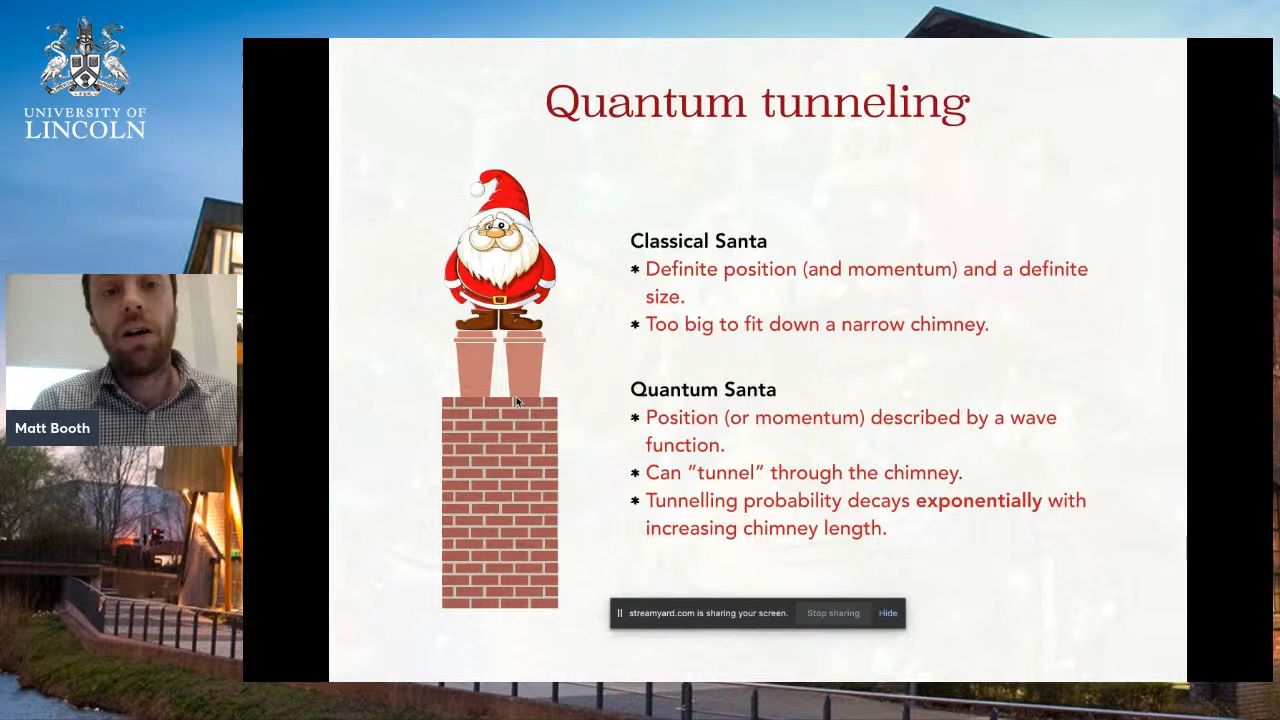 UNIVERSITY OF
LINCOLN
Quantum tunneling
Classical Santa
* Definite position (and momentum) and a definite
size.
* Too big to fit down a narrow chimney.
Quantum Santa
* Position (or momentum) described by a wave
function.
* Can “tunnel” through the chimney.
* Tunnelling probability decays exponentially with
increasing chimney length.
Matt Booth
streamyard.com is sharing your screen.
Stop sharing
Hide